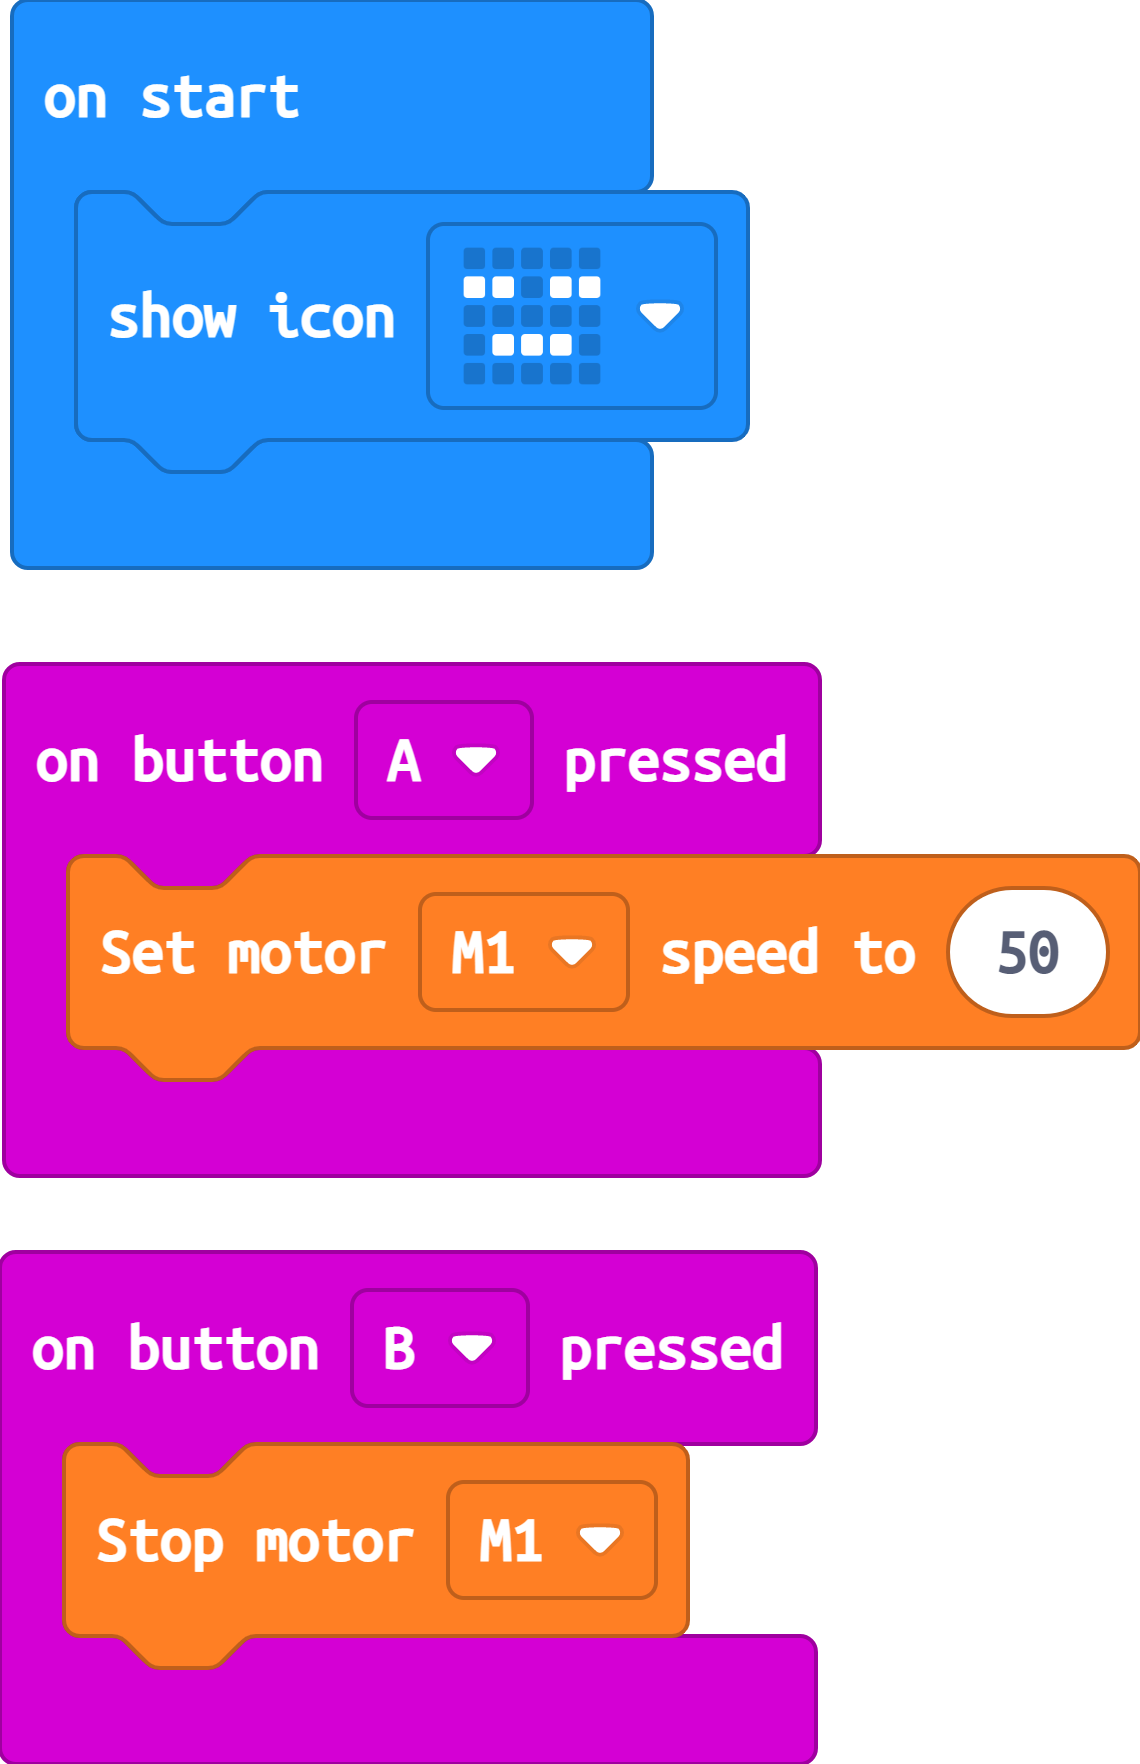 on start
show icon
on button A pressed
Set motor M1 speed to 50
on button B pressed
Stop motor M1